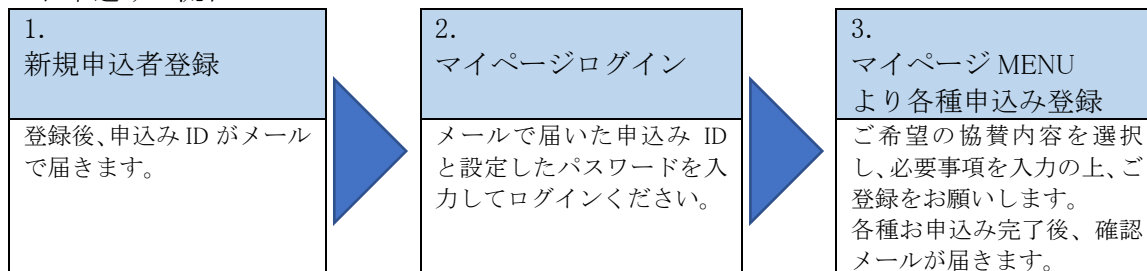 1.
新規申込者登録
登録後、申込み ID がメール
で届きます。
2.
マイページログイン
メールで届いた申込み ID
と設定したパスワードを入
力してログインください。
3.
マイページ MENU
より各種申込み登録
ご希望の協賛内容を選択
し、必要事項を入力の上、ご
登録をお願いします。
各種お申込み完了後、確認
メールが届きます。